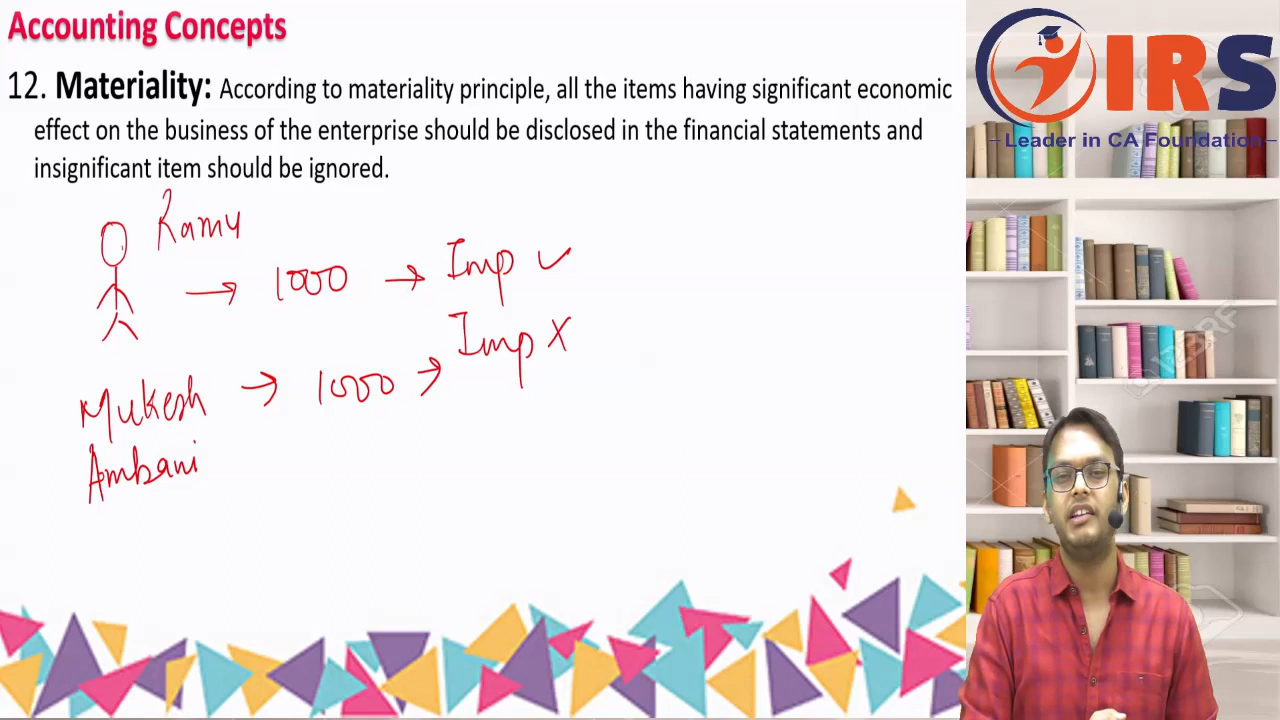 Accounting Concepts
12. Materiality: According to materiality principle, all the items having significant economic
effect on the business of the enterprise should be disclosed in the financial statements and
insignificant item should be ignored.
Ramu
→ 1000 → Imp ✓
Mukesh → 1000 → Imp X
Ambani
IRS
- Leader in CA Foundation -